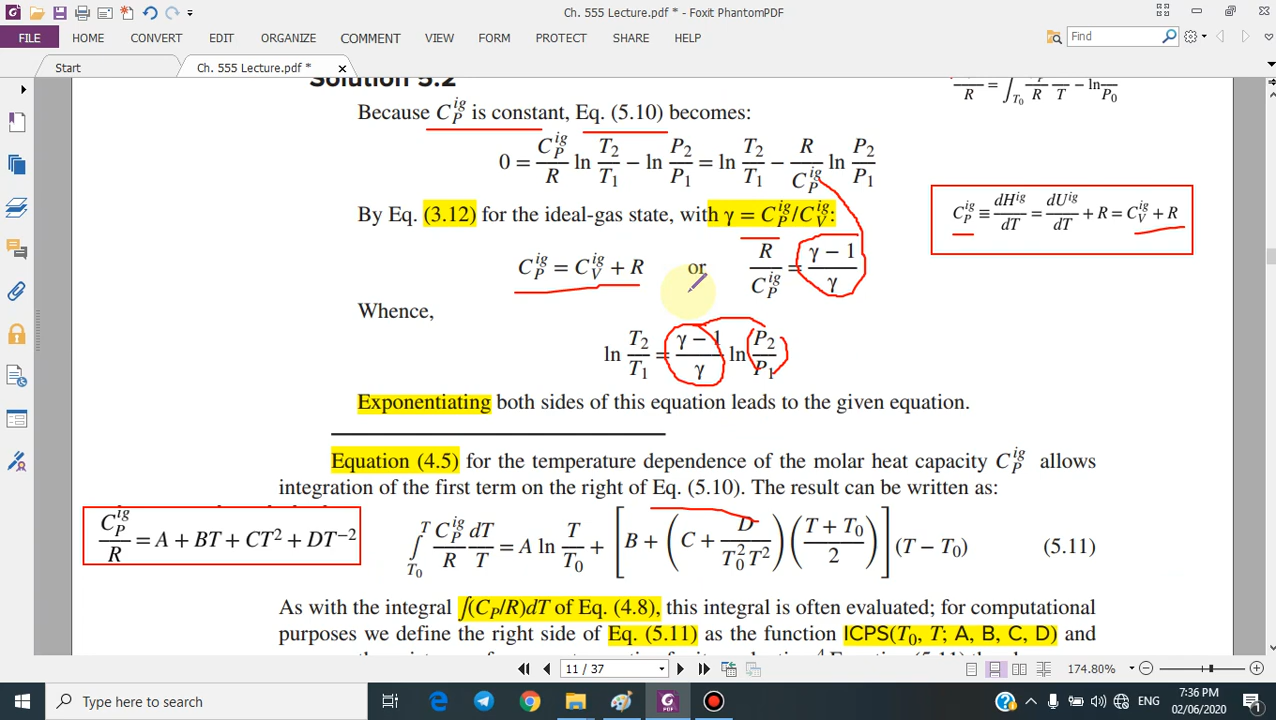 Ch. 555 Lecture.pdf * - Foxit PhantomPDF
FILE HOME CONVERT EDIT ORGANIZE COMMENT VIEW FORM PROTECT SHARE HELP Find
Start Ch. 555 Lecture.pdf *
Solution 5.2
R = ∫T0 R T − ln P0
Because C_P^ig is constant, Eq. (5.10) becomes:
0 = C_P^ig/R ln T2/T1 − ln P2/P1 = ln T2/T1 − R/C_P^ig ln P2/P1
By Eq. (3.12) for the ideal-gas state, with γ = C_P^ig/C_V^ig:
C_P^ig ≡ dH^ig/dT = dU^ig/dT + R = C_V^ig + R
C_P^ig = C_V^ig + R or R/C_P^ig = γ − 1/γ
Whence,
ln T2/T1 = γ − 1/γ ln P2/P1
Exponentiating both sides of this equation leads to the given equation.
Equation (4.5) for the temperature dependence of the molar heat capacity C_P^ig allows
integration of the first term on the right of Eq. (5.10). The result can be written as:
C_P^ig/R = A + BT + CT² + DT⁻²
∫T0^T C_P^ig/R dT/T = A ln T/T0 + [B + (C + D/T0²T²)(T + T0/2)](T − T0) (5.11)
As with the integral ∫(C_P/R)dT of Eq. (4.8), this integral is often evaluated; for computational
purposes we define the right side of Eq. (5.11) as the function ICPS(T0, T; A, B, C, D) and
11 / 37 174.80%
Type here to search ENG 7:36 PM
02/06/2020 1